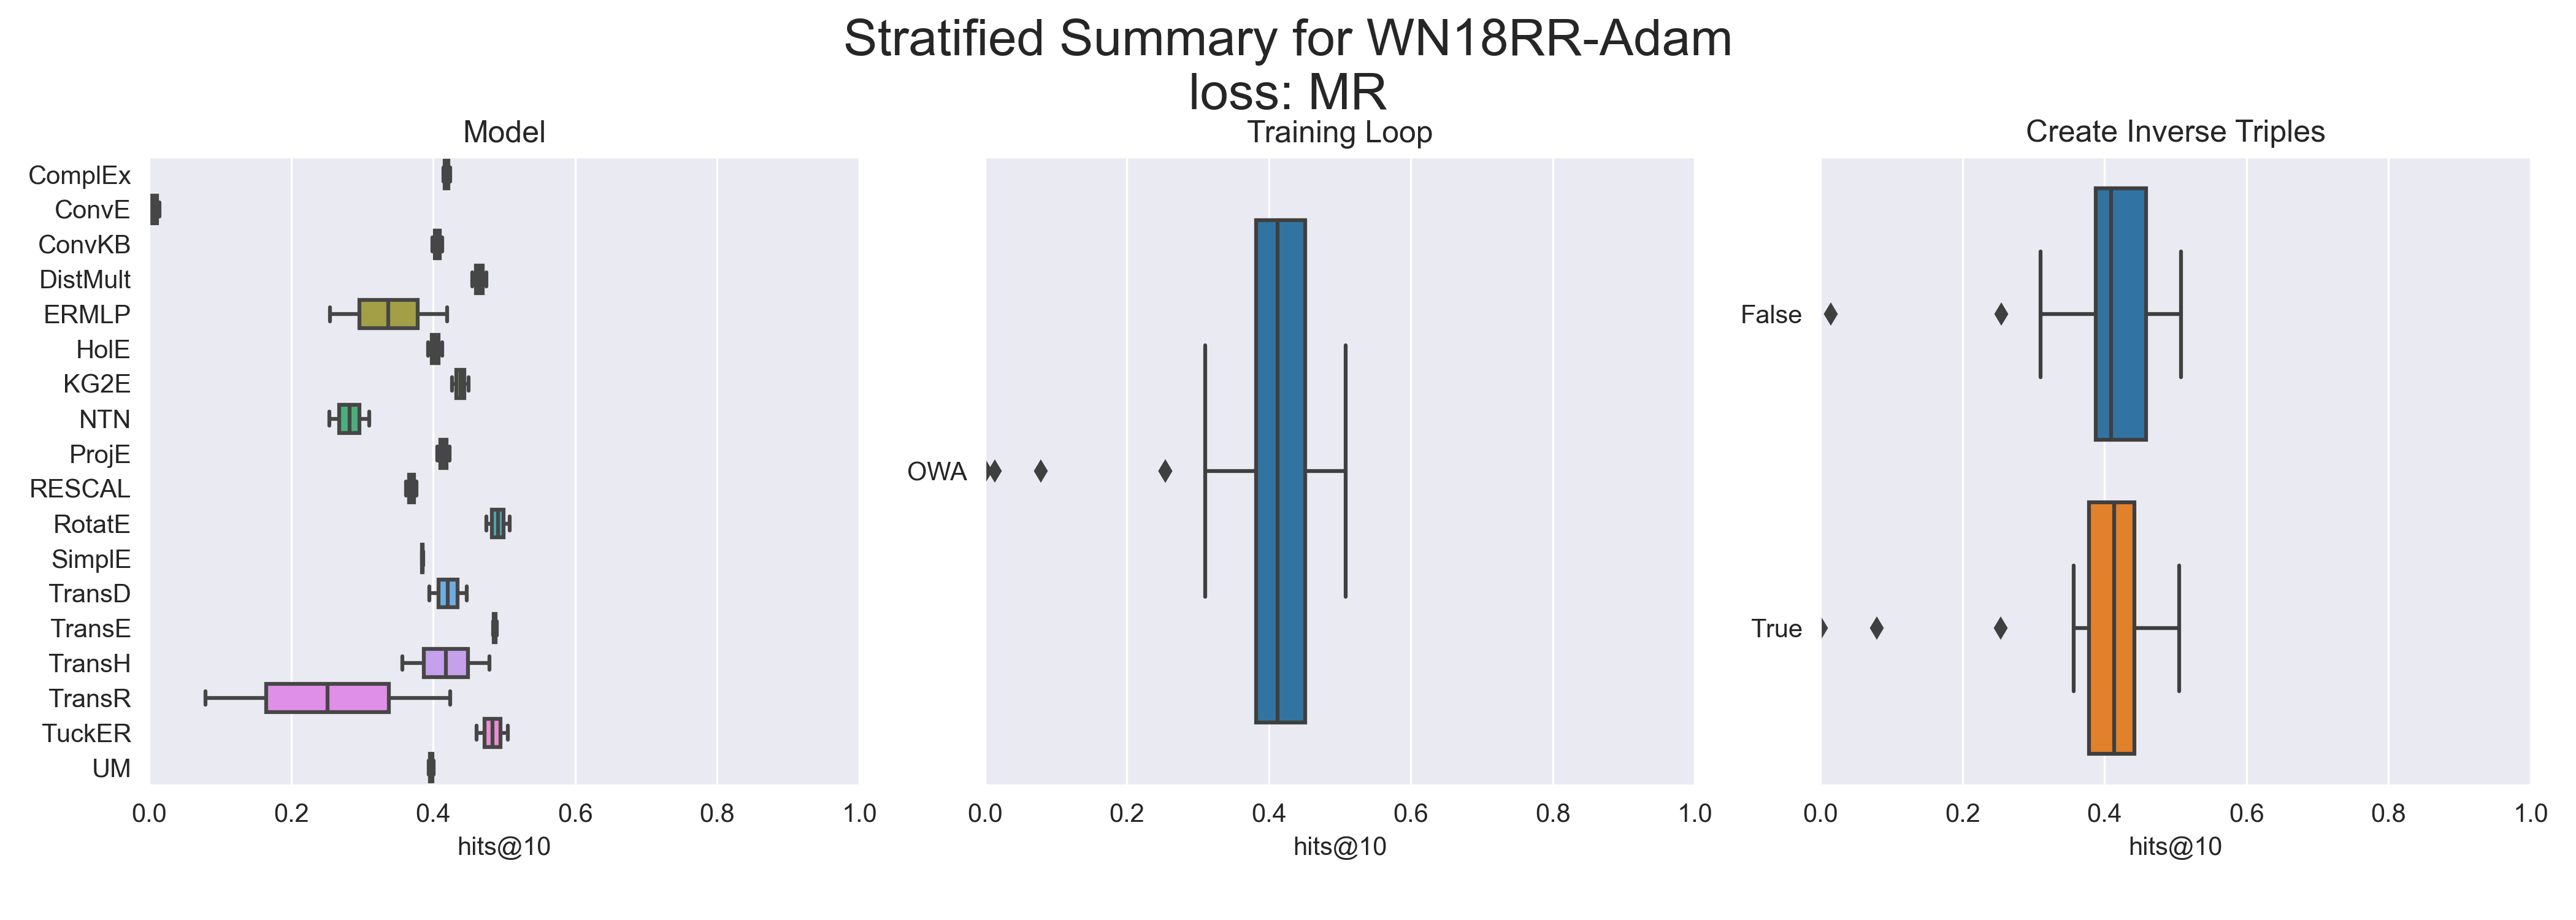 Stratified Summary for WN18RR-Adam
loss: MR
Model
ComplEx
ConvE
ConvKB
DistMult
ERMLP
HolE
KG2E
NTN
ProjE
RESCAL
RotatE
SimplE
TransD
TransE
TransH
TransR
TuckER
UM
0.0 0.2 0.4 0.6 0.8 1.0
hits@10
Training Loop
OWA
0.0 0.2 0.4 0.6 0.8 1.0
hits@10
Create Inverse Triples
False
True
0.0 0.2 0.4 0.6 0.8 1.0
hits@10